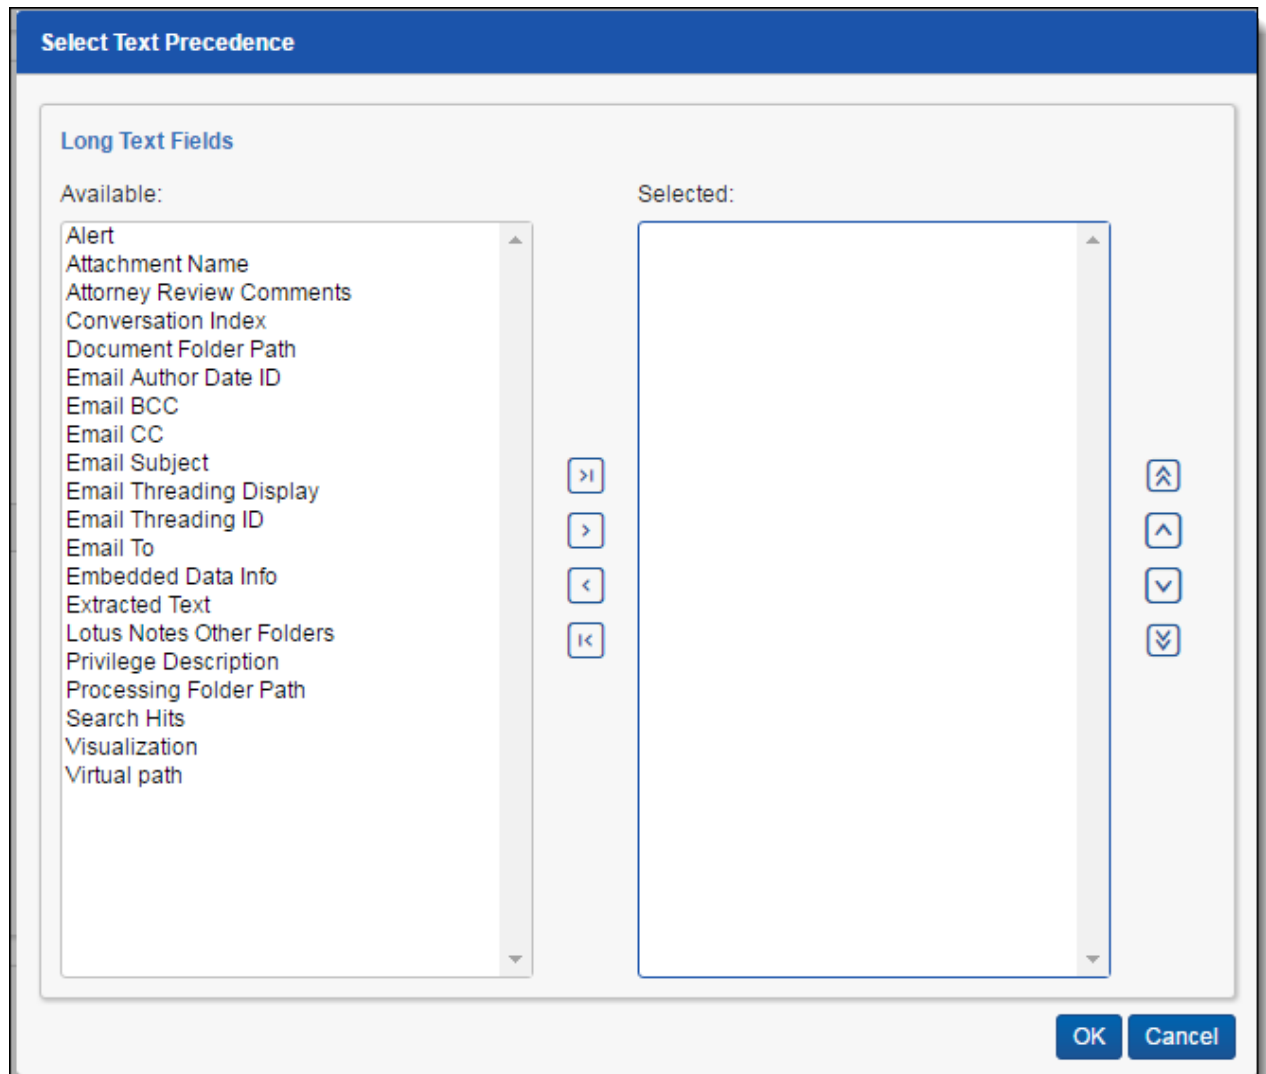 Select Text Precedence
Long Text Fields
Available:
Selected:
Alert
Attachment Name
Attorney Review Comments
Conversation Index
Document Folder Path
Email Author Date ID
Email BCC
Email CC
Email Subject
Email Threading Display
Email Threading ID
Email To
Embedded Data Info
Extracted Text
Lotus Notes Other Folders
Privilege Description
Processing Folder Path
Search Hits
Visualization
Virtual path
OK
Cancel